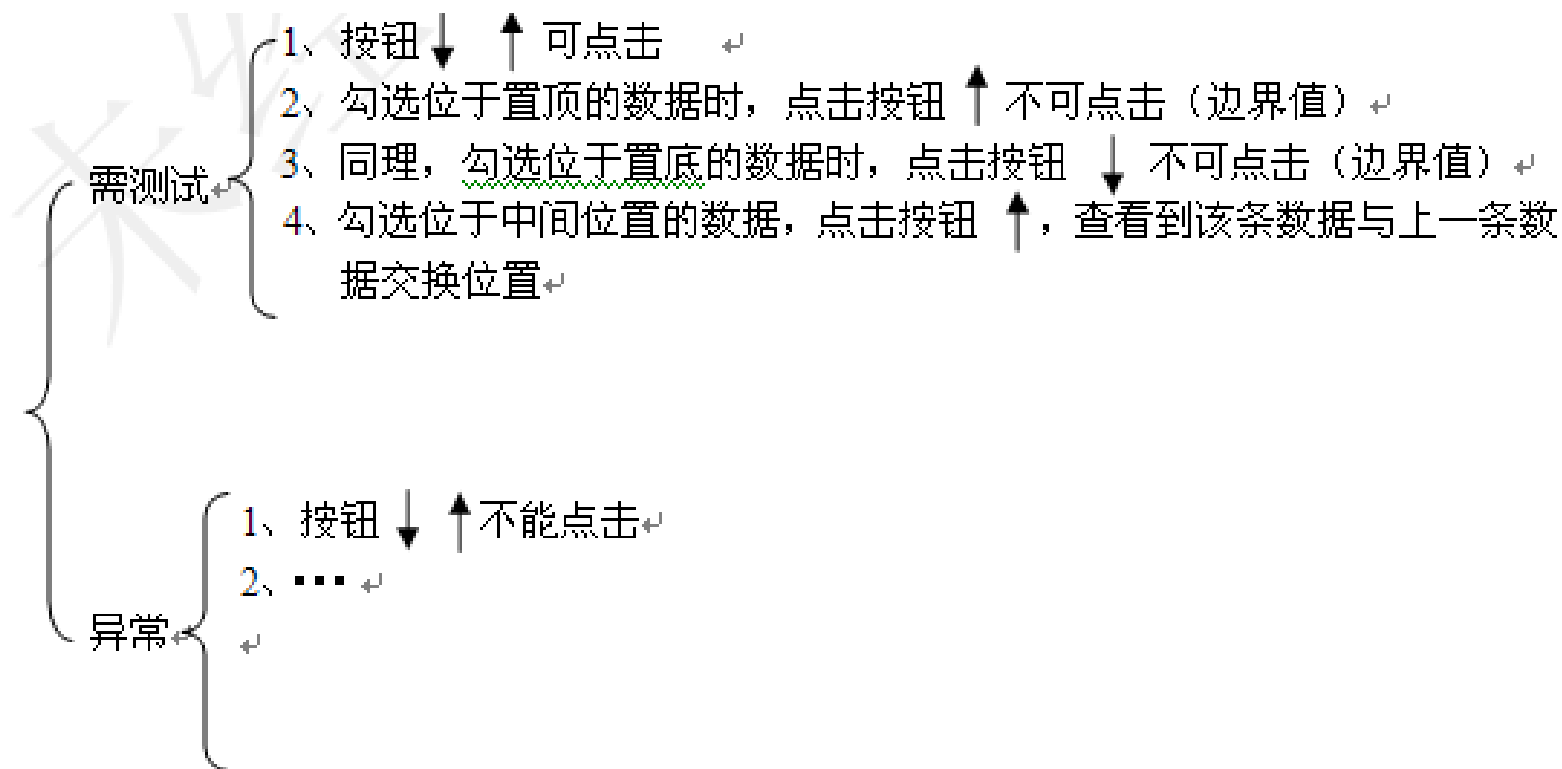 1、按钮↓ ↑可点击
2、勾选位于置顶的数据时，点击按钮↑不可点击（边界值）
3、同理，勾选位于置底的数据时，点击按钮↓不可点击（边界值）
需测试
4、勾选位于中间位置的数据，点击按钮↑，查看到该条数据与上一条数
据交换位置
1、按钮↓ ↑不能点击
2、▪▪▪
异常